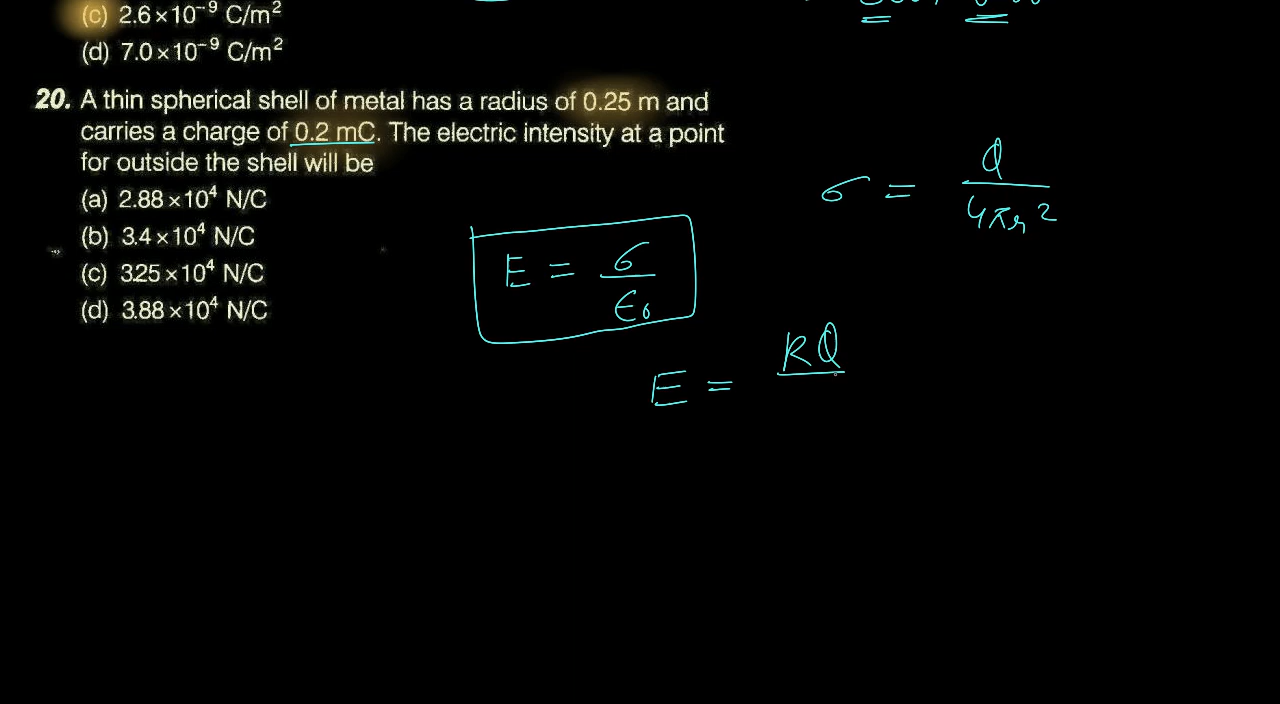 (c) 2.6×10⁻⁹ C/m²
(d) 7.0×10⁻⁹ C/m²
20. A thin spherical shell of metal has a radius of 0.25 m and
carries a charge of 0.2 mC. The electric intensity at a point
for outside the shell will be
(a) 2.88×10⁴ N/C
(b) 3.4×10⁴ N/C
(c) 325×10⁴ N/C
(d) 3.88×10⁴ N/C
σ = Q / 4πr²
E = σ / ε₀
E = KQ